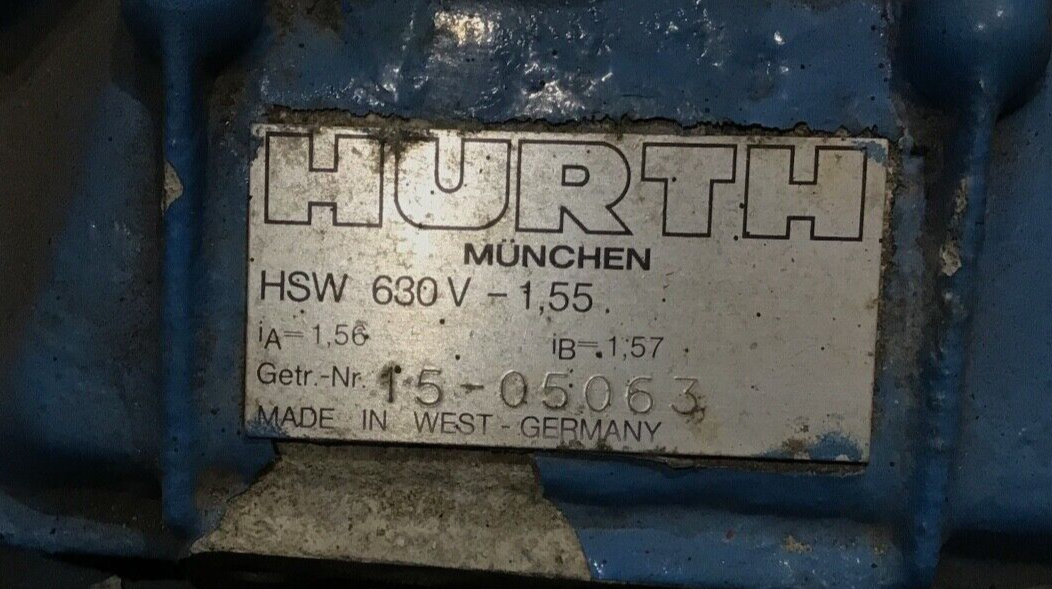 HURTH
MÜNCHEN
HSW 630 V - 1,55
iA = 1,56 iB = 1,57
Getr.-Nr. 15-05063
MADE IN WEST - GERMANY